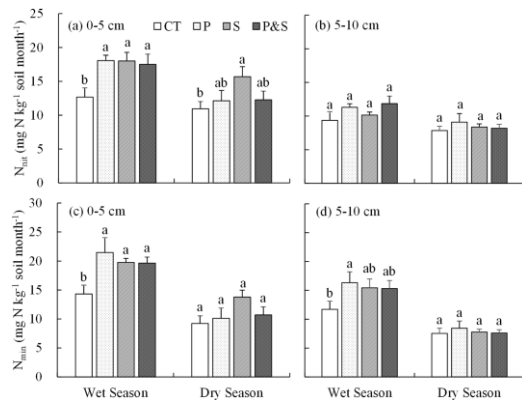 (a) 0-5 cm
CT P S P&S
(b) 5-10 cm
N_nit (mg N kg⁻¹ soil month⁻¹)
25
20
15
10
5
0
b a a a
b ab a ab
a a a a
a a a a
(c) 0-5 cm
(d) 5-10 cm
N_min (mg N kg⁻¹ soil month⁻¹)
30
25
20
15
10
5
0
b a a a
a a a a
b a ab ab
a a a a
Wet Season Dry Season Wet Season Dry Season